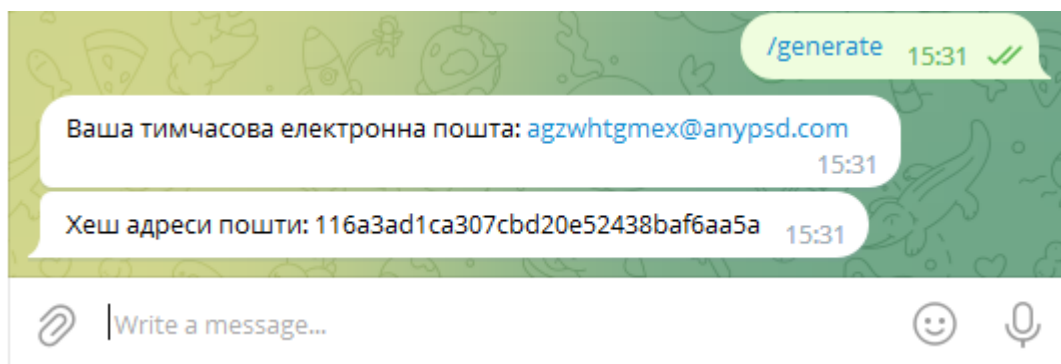 /generate 15:31
Ваша тимчасова електронна пошта: agzwhtgmex@anypsd.com
15:31
Хеш адреси пошти: 116a3ad1ca307cbd20e52438baf6aa5a 15:31
Write a message...